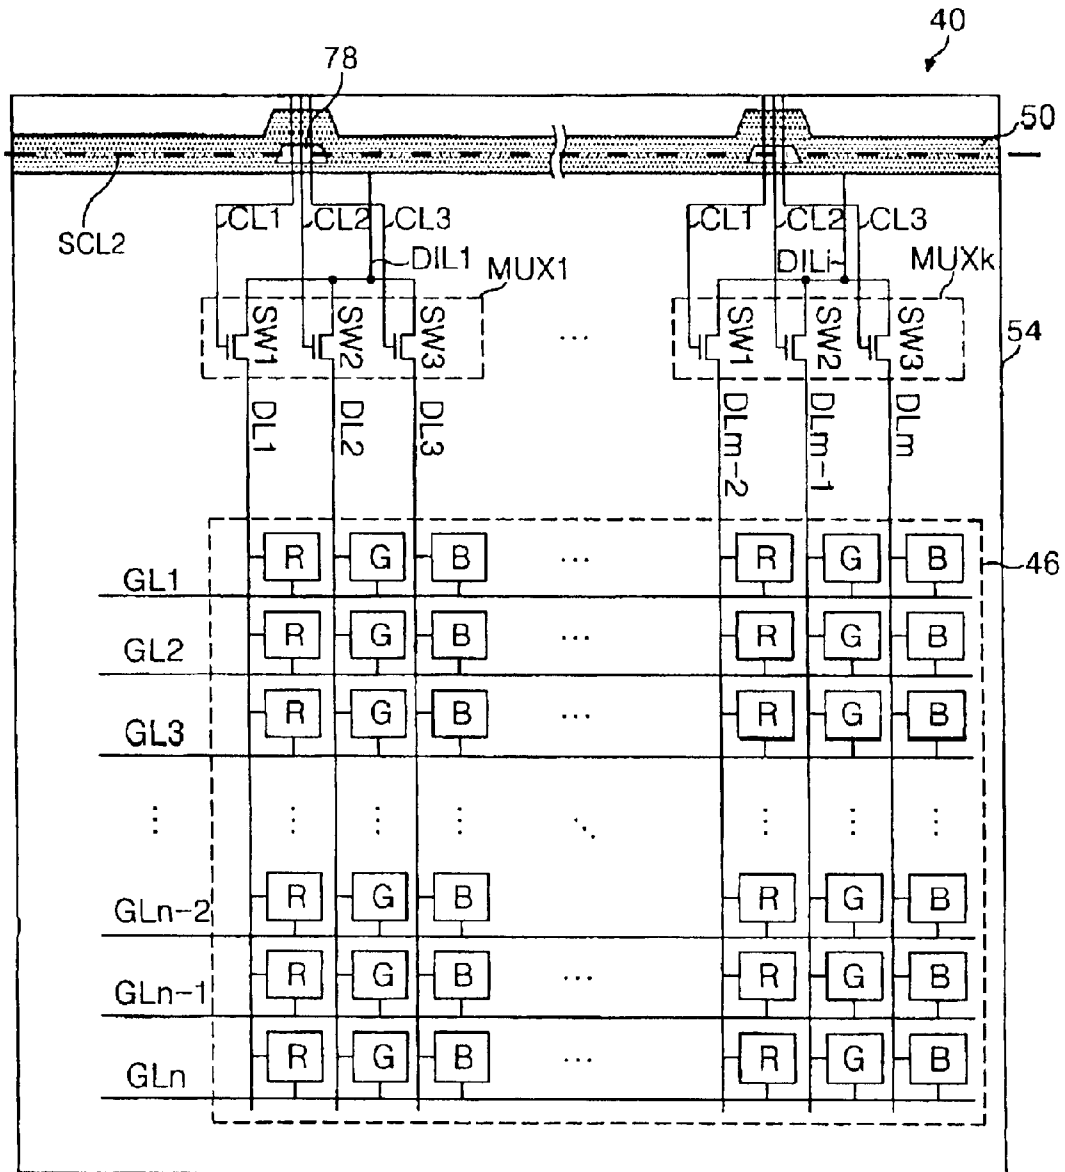 40
78
50
SCL2
CL1 CL2 CL3 CL1 CL2 CL3
DIL1 MUX1 DILi MUXk
SW1 SW2 SW3 ... SW1 SW2 SW3 54
DL1 DL2 DL3 DLm-2 DLm-1 DLm
R G B ... R G B 46
GL1
R G B ... R G B
GL2
R G B ... R G B
GL3
R G B R G B
GLn-2
R G B ... R G B
GLn-1
R G B ... R G B
GLn